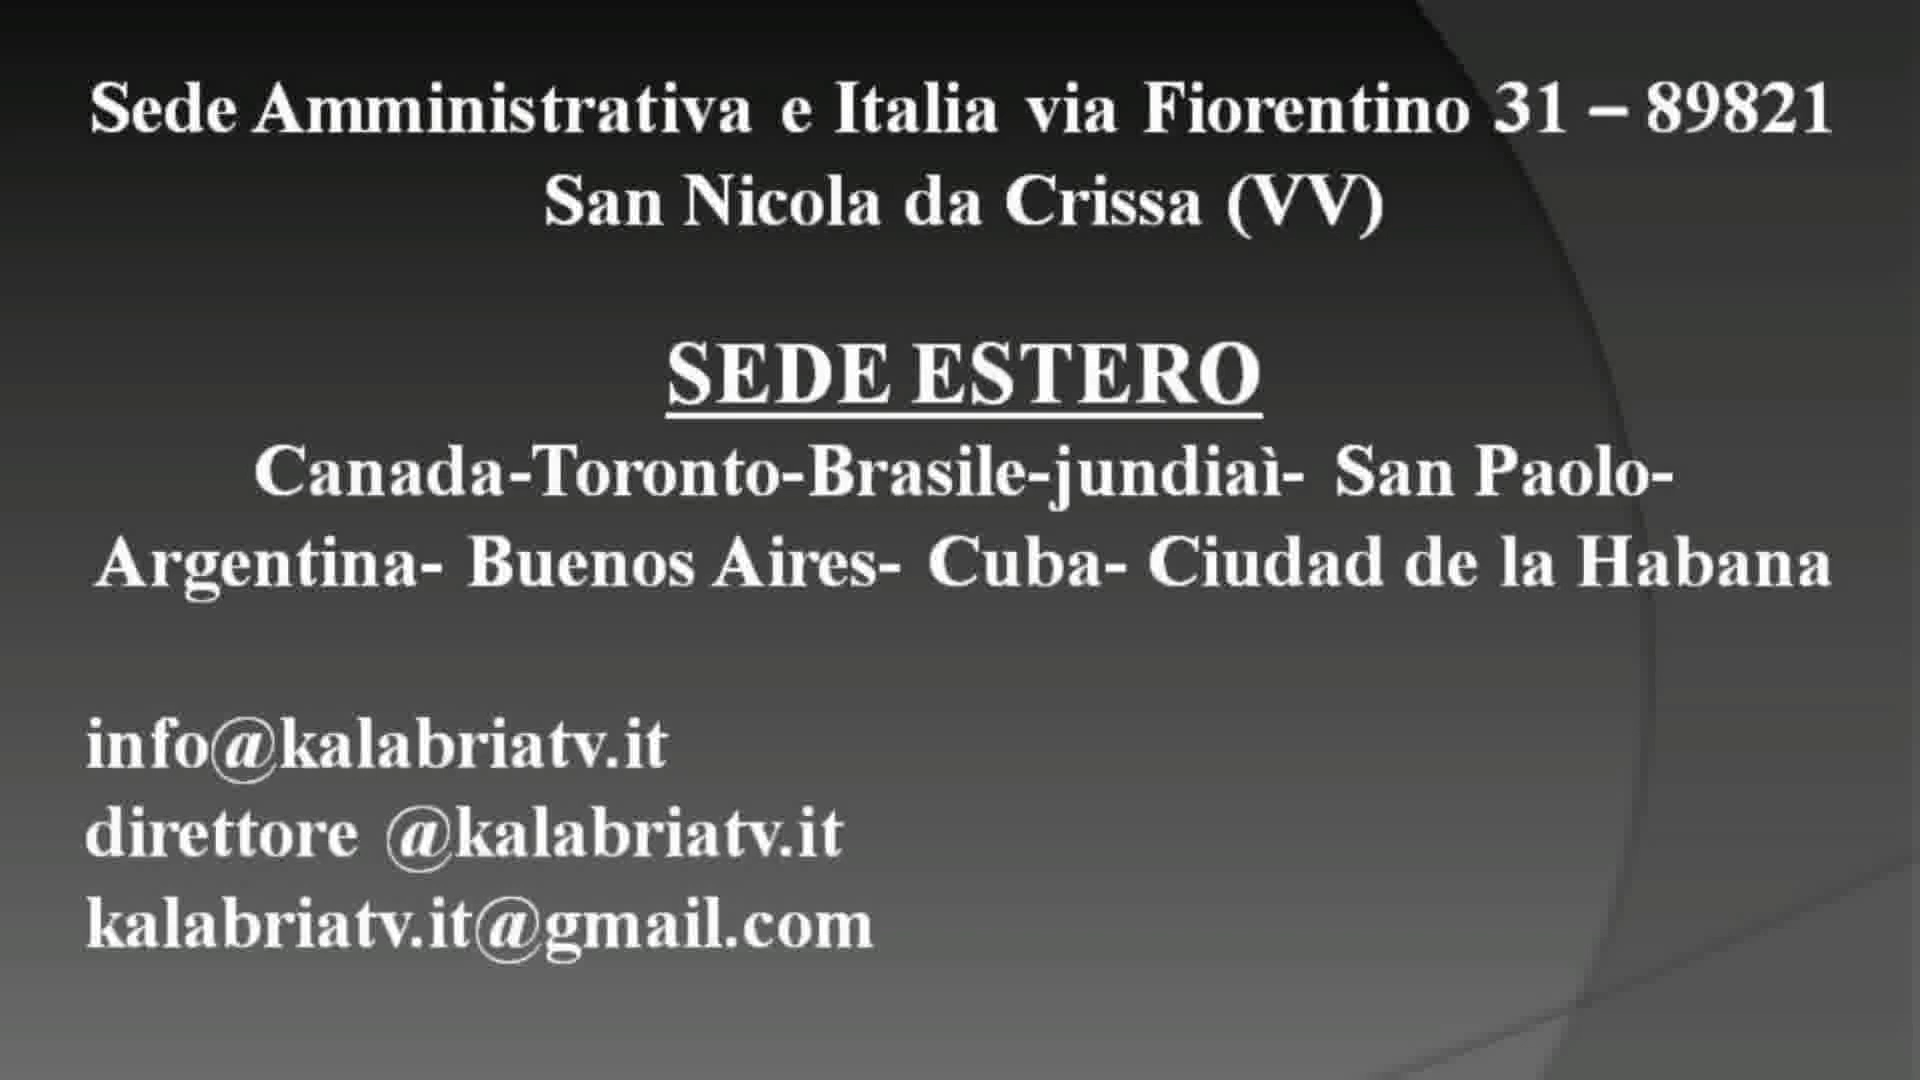 Sede Amministrativa e Italia via Fiorentino 31 – 89821
San Nicola da Crissa (VV)
SEDE ESTERO
Canada-Toronto-Brasile-jundiaì- San Paolo-
Argentina- Buenos Aires- Cuba- Ciudad de la Habana
info@kalabriatv.it
direttore @kalabriatv.it
kalabriatv.it@gmail.com